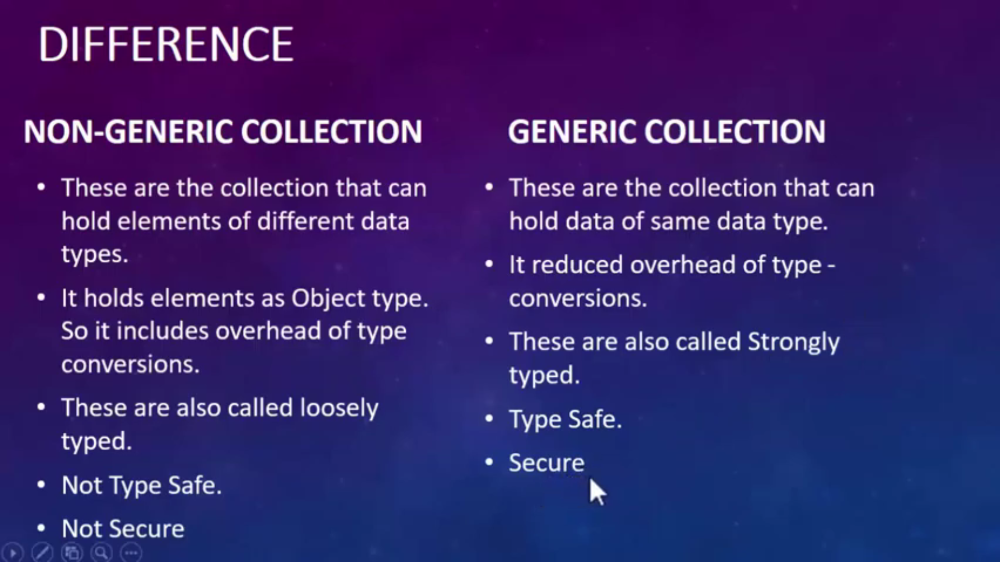 DIFFERENCE
NON-GENERIC COLLECTION
• These are the collection that can
hold elements of different data
types.
• It holds elements as Object type.
So it includes overhead of type
conversions.
• These are also called loosely
typed.
• Not Type Safe.
• Not Secure
GENERIC COLLECTION
• These are the collection that can
hold data of same data type.
• It reduced overhead of type -
conversions.
• These are also called Strongly
typed.
• Type Safe.
• Secure